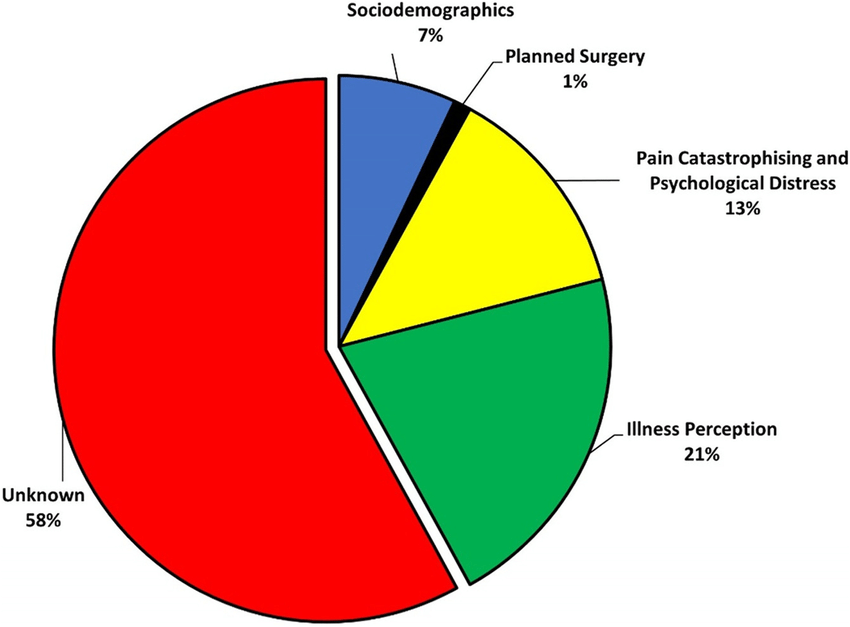 Sociodemographics
7%
Planned Surgery
1%
Pain Catastrophising and
Psychological Distress
13%
Illness Perception
21%
Unknown
58%